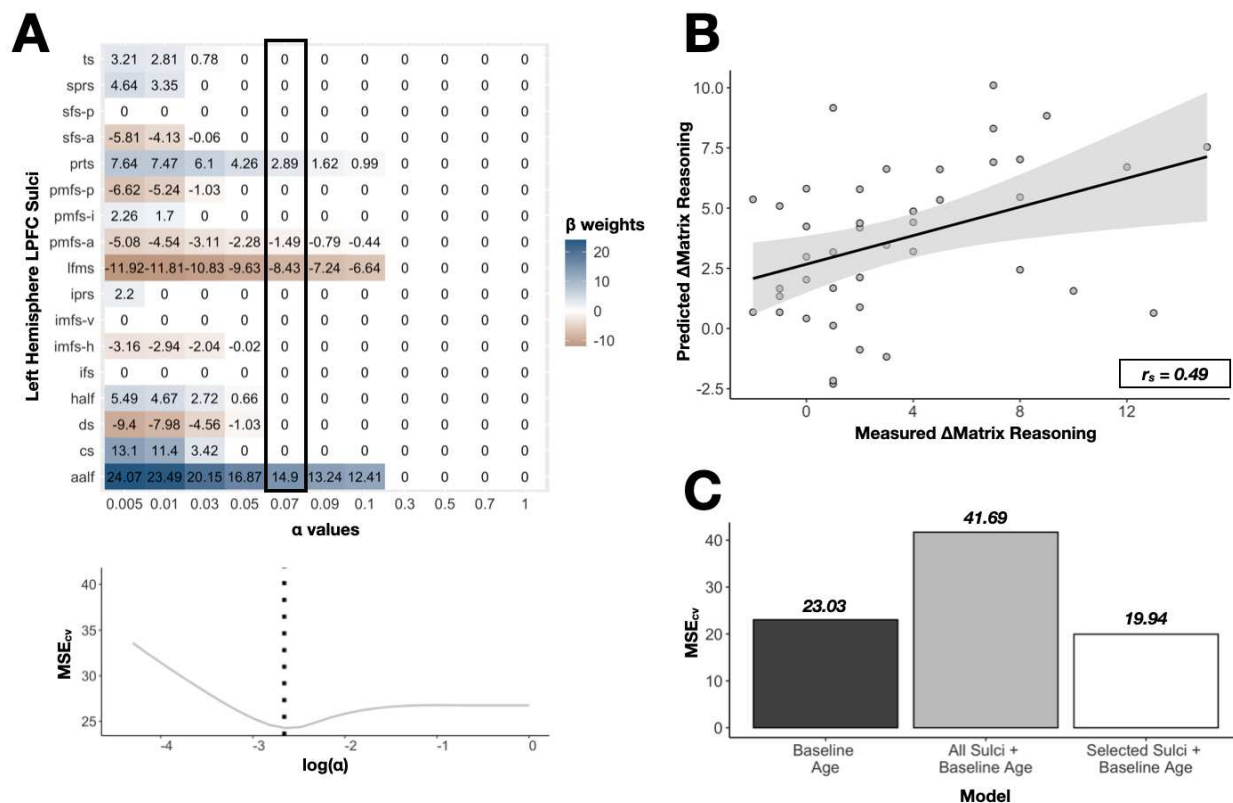 A
Left Hemisphere LPFC Sulci
ts 3.21 2.81 0.78 0 0 0 0 0 0 0 0
sprs 4.64 3.35 0 0 0 0 0 0 0 0 0
sfs-p 0 0 0 0 0 0 0 0 0 0 0
sfs-a -5.81 -4.13 -0.06 0 0 0 0 0 0 0 0
prts 7.64 7.47 6.1 4.26 2.89 1.62 0.99 0 0 0 0
pmfs-p -6.62 -5.24 -1.03 0 0 0 0 0 0 0 0
pmfs-i 2.26 1.7 0 0 0 0 0 0 0 0 0
pmfs-a -5.08 -4.54 -3.11 -2.28 -1.49 -0.79 -0.44 0 0 0 0
lfms -11.92 -11.81 -10.83 -9.63 -8.43 -7.24 -6.64 0 0 0 0
iprs 2.2 0 0 0 0 0 0 0 0 0 0
imfs-v 0 0 0 0 0 0 0 0 0 0 0
imfs-h -3.16 -2.94 -2.04 -0.02 0 0 0 0 0 0 0
ifs 0 0 0 0 0 0 0 0 0 0 0
half 5.49 4.67 2.72 0.66 0 0 0 0 0 0 0
ds -9.4 -7.98 -4.56 -1.03 0 0 0 0 0 0 0
cs 13.1 11.4 3.42 0 0 0 0 0 0 0 0
aalf 24.07 23.49 20.15 16.87 14.9 13.24 12.41 0 0 0 0
0.005 0.01 0.03 0.05 0.07 0.09 0.1 0.3 0.5 0.7 1
α values
β weights
20
10
0
-10
MSEcv
40
35
30
25
-4 -3 -2 -1 0
log(α)
B
Predicted ΔMatrix Reasoning
10.0
7.5
5.0
2.5
0.0
-2.5
rs = 0.49
0 4 8 12
Measured ΔMatrix Reasoning
C
MSEcv
40
30
20
10
0
23.03
41.69
19.94
Baseline All Sulci + Selected Sulci +
Age Baseline Age Baseline Age
Model